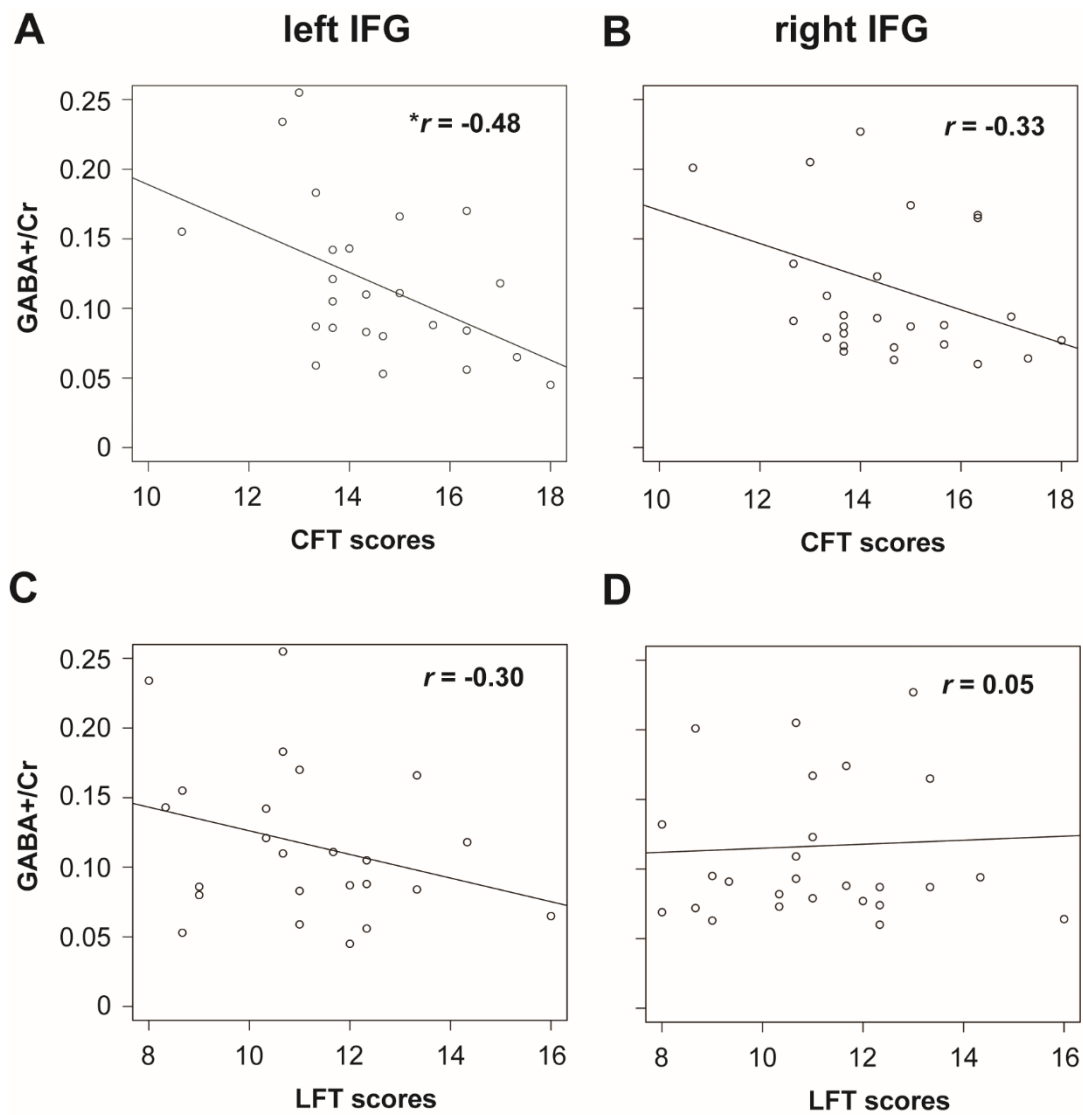 A left IFG B right IFG
*r = -0.48
r = -0.33
0.25
0.20
0.15
0.10
0.05
0
GABA+/Cr
10 12 14 16 18
10 12 14 16 18
CFT scores
CFT scores
C
D
r = -0.30
r = 0.05
0.25
0.20
0.15
0.10
0.05
0
GABA+/Cr
8 10 12 14 16
8 10 12 14 16
LFT scores
LFT scores